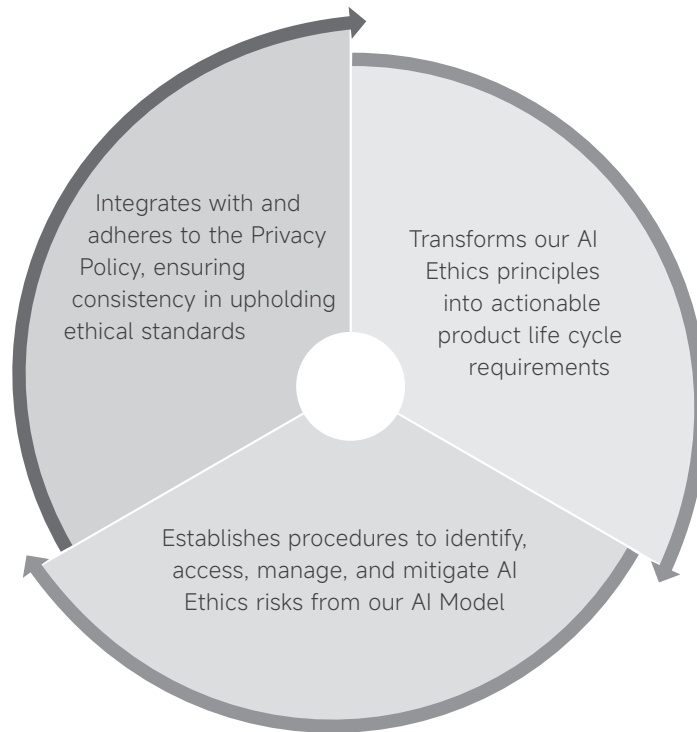 Integrates with and
adheres to the Privacy
Policy, ensuring
consistency in upholding
ethical standards
Transforms our AI
Ethics principles
into actionable
product life cycle
requirements
Establishes procedures to identify,
access, manage, and mitigate AI
Ethics risks from our AI Model